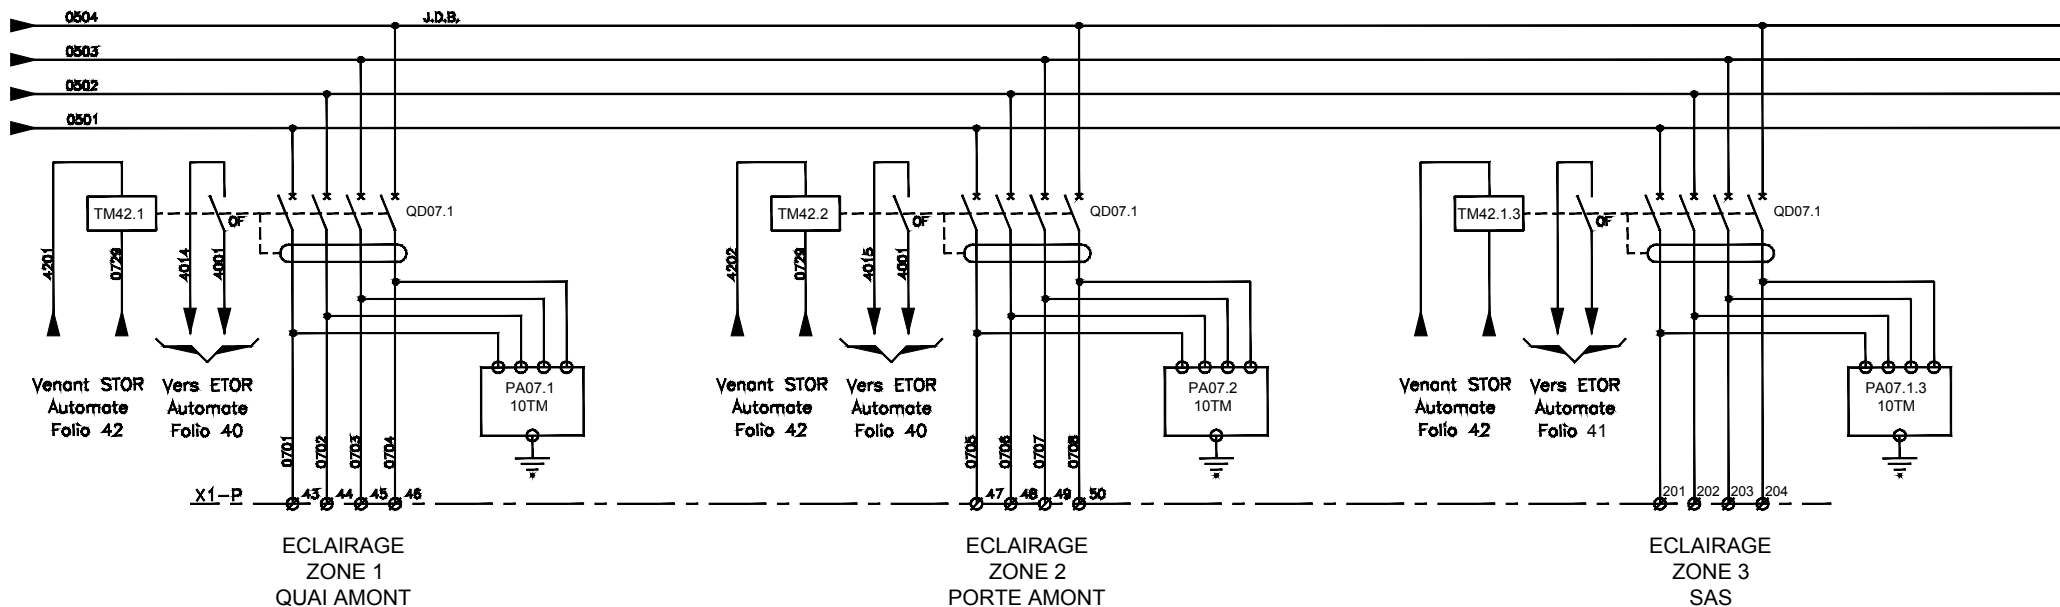 0504
J.D.B.
0503
0502
0501
TM42.1
OF
QD07.1
4201
0729
4014
4001
Venant STOR
Automate
Folio 42
Vers ETOR
Automate
Folio 40
PA07.1
10TM
0701
0702
0703
0704
X1-P
43
44
45
46
ECLAIRAGE
ZONE 1
QUAI AMONT
TM42.2
OF
QD07.1
4202
0729
4015
4001
Venant STOR
Automate
Folio 42
Vers ETOR
Automate
Folio 40
PA07.2
10TM
0705
0706
0707
0708
47
48
49
50
ECLAIRAGE
ZONE 2
PORTE AMONT
TM42.1.3
OF
QD07.1
Venant STOR
Automate
Folio 42
Vers ETOR
Automate
Folio 41
PA07.1.3
10TM
201
202
203
204
ECLAIRAGE
ZONE 3
SAS